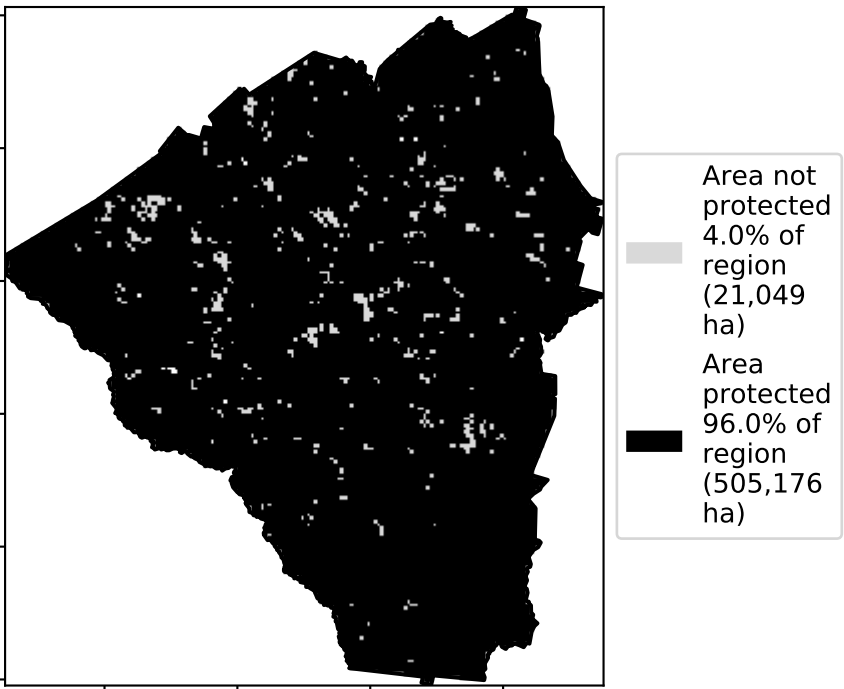 Area not
protected
4.0% of
region
(21,049
ha)
Area
protected
96.0% of
region
(505,176
ha)